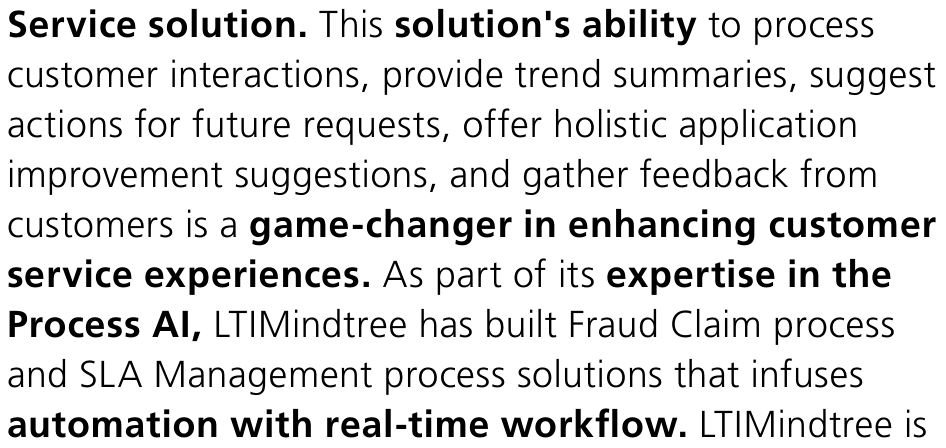 Service solution. This solution's ability to process
customer interactions, provide trend summaries, suggest
actions for future requests, offer holistic application
improvement suggestions, and gather feedback from
customers is a game-changer in enhancing customer
service experiences. As part of its expertise in the
Process AI, LTIMindtree has built Fraud Claim process
and SLA Management process solutions that infuses
automation with real-time workflow. LTIMindtree is